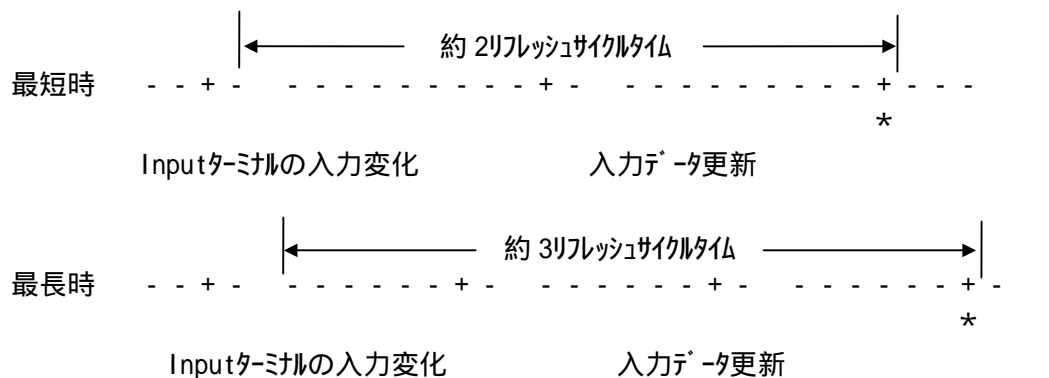 約 2ﾘﾌﾚｯｼｭｻｲｸﾙﾀｲﾑ
最短時 - - + - - - - - - - - - - + - - - - - - - - - - + - - -
*
Inputﾀｰﾐﾅﾙの入力変化 入力ﾃﾞｰﾀ更新
約 3ﾘﾌﾚｯｼｭｻｲｸﾙﾀｲﾑ
最長時 - - + - - - - - - - + - - - - - - - + - - - - - - - + -
*
Inputﾀｰﾐﾅﾙの入力変化 入力ﾃﾞｰﾀ更新